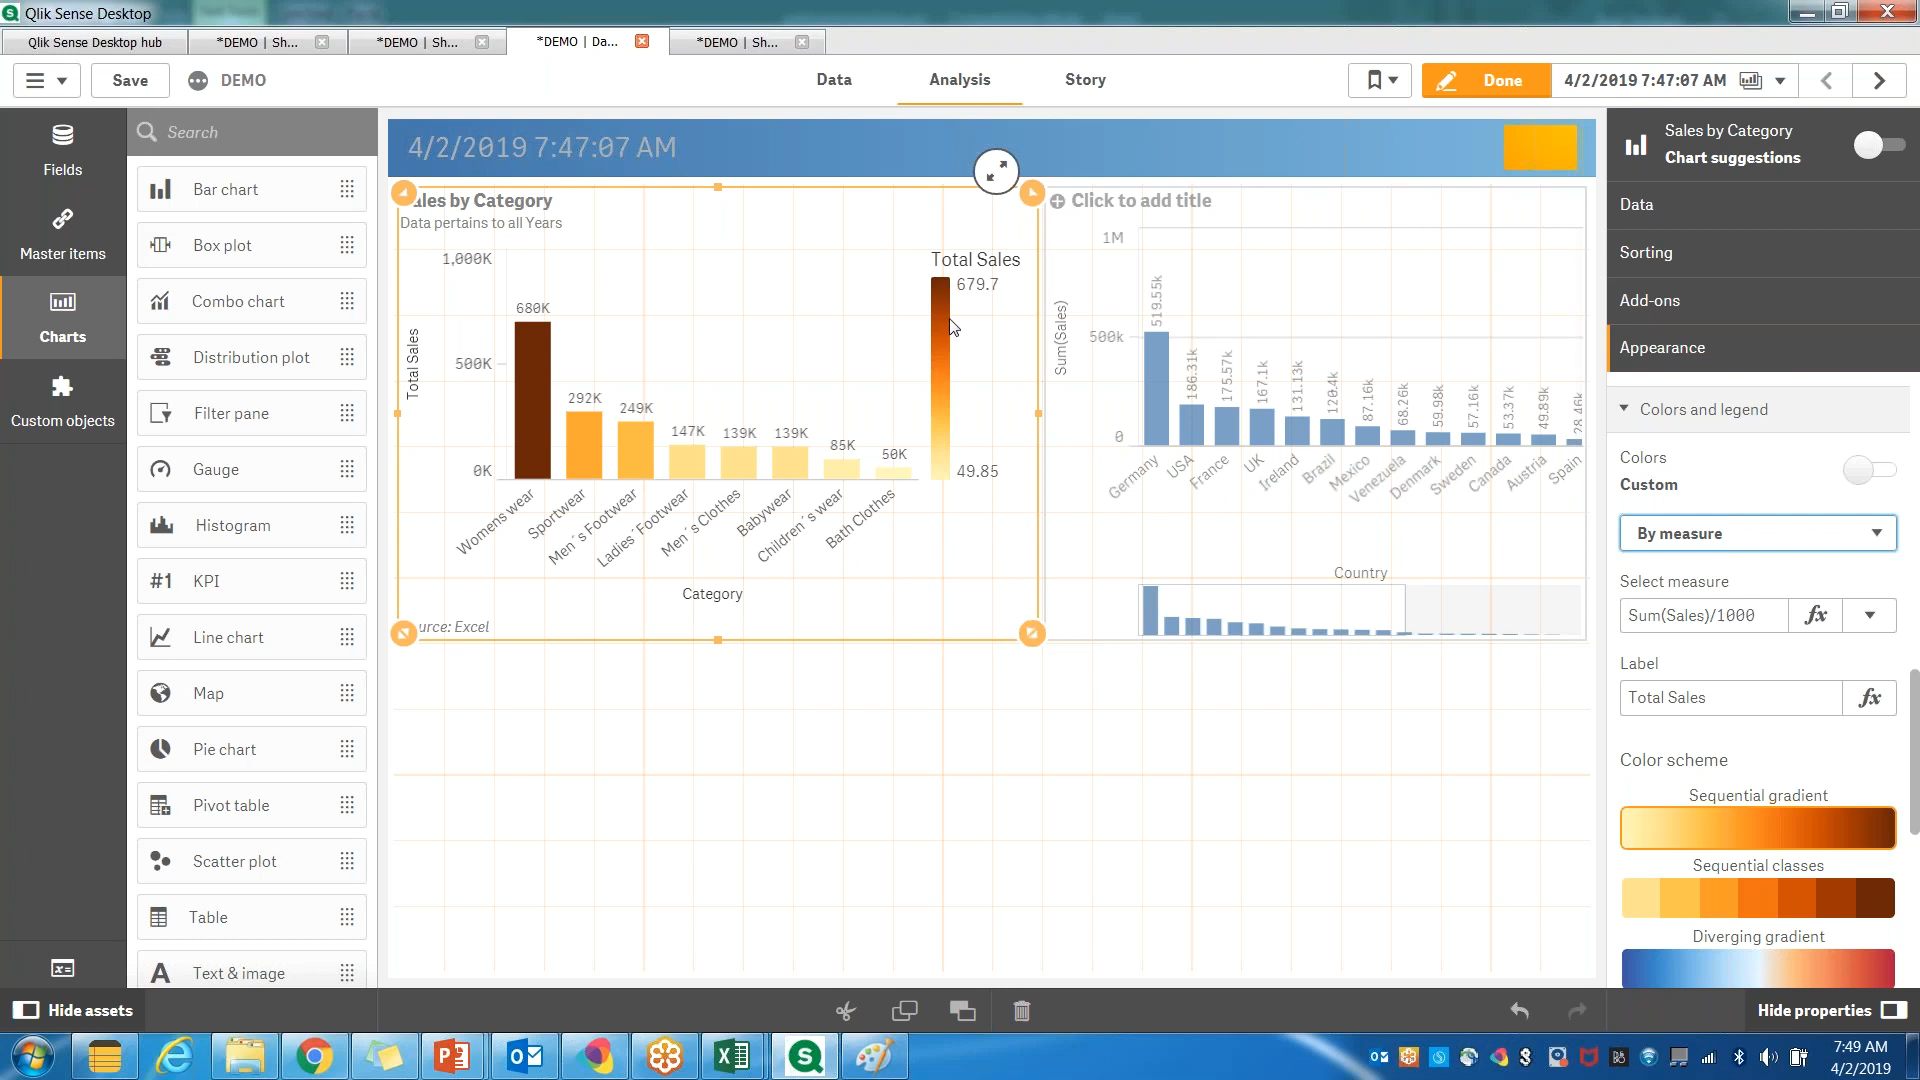 Qlik Sense Desktop
Qlik Sense Desktop hub
*DEMO | Sh...
*DEMO | Sh...
*DEMO | Da...
*DEMO | Sh...
Save
DEMO
Data
Analysis
Story
Done
4/2/2019 7:47:07 AM
Fields
Master items
Charts
Custom objects
Search
Bar chart
Box plot
Combo chart
Distribution plot
Filter pane
Gauge
Histogram
#1 KPI
Line chart
Map
Pie chart
Pivot table
Scatter plot
Table
A Text & image
4/2/2019 7:47:07 AM
ales by Category
Data pertains to all Years
Total Sales
1,000K
500K
0K
680K
292K
249K
147K
139K
139K
85K
50K
Womens wear
Sportwear
Men´s Footwear
Ladies´Footwear
Men´s Clothes
Babywear
Children´s wear
Bath Clothes
Category
urce: Excel
Total Sales
679.7
49.85
Click to add title
Sum(Sales)
1M
500k
0
519.55k
186.31k
175.57k
167.1k
131.13k
120.4k
87.16k
68.26k
59.98k
57.16k
53.37k
49.89k
28.46k
Germany
USA
France
UK
Ireland
Brazil
Mexico
Venezuela
Denmark
Sweden
Canada
Austria
Spain
Country
Sales by Category
Chart suggestions
Data
Sorting
Add-ons
Appearance
Colors and legend
Colors
Custom
By measure
Select measure
Sum(Sales)/1000
fx
Label
Total Sales
fx
Color scheme
Sequential gradient
Sequential classes
Diverging gradient
Hide assets
Hide properties
7:49 AM
4/2/2019